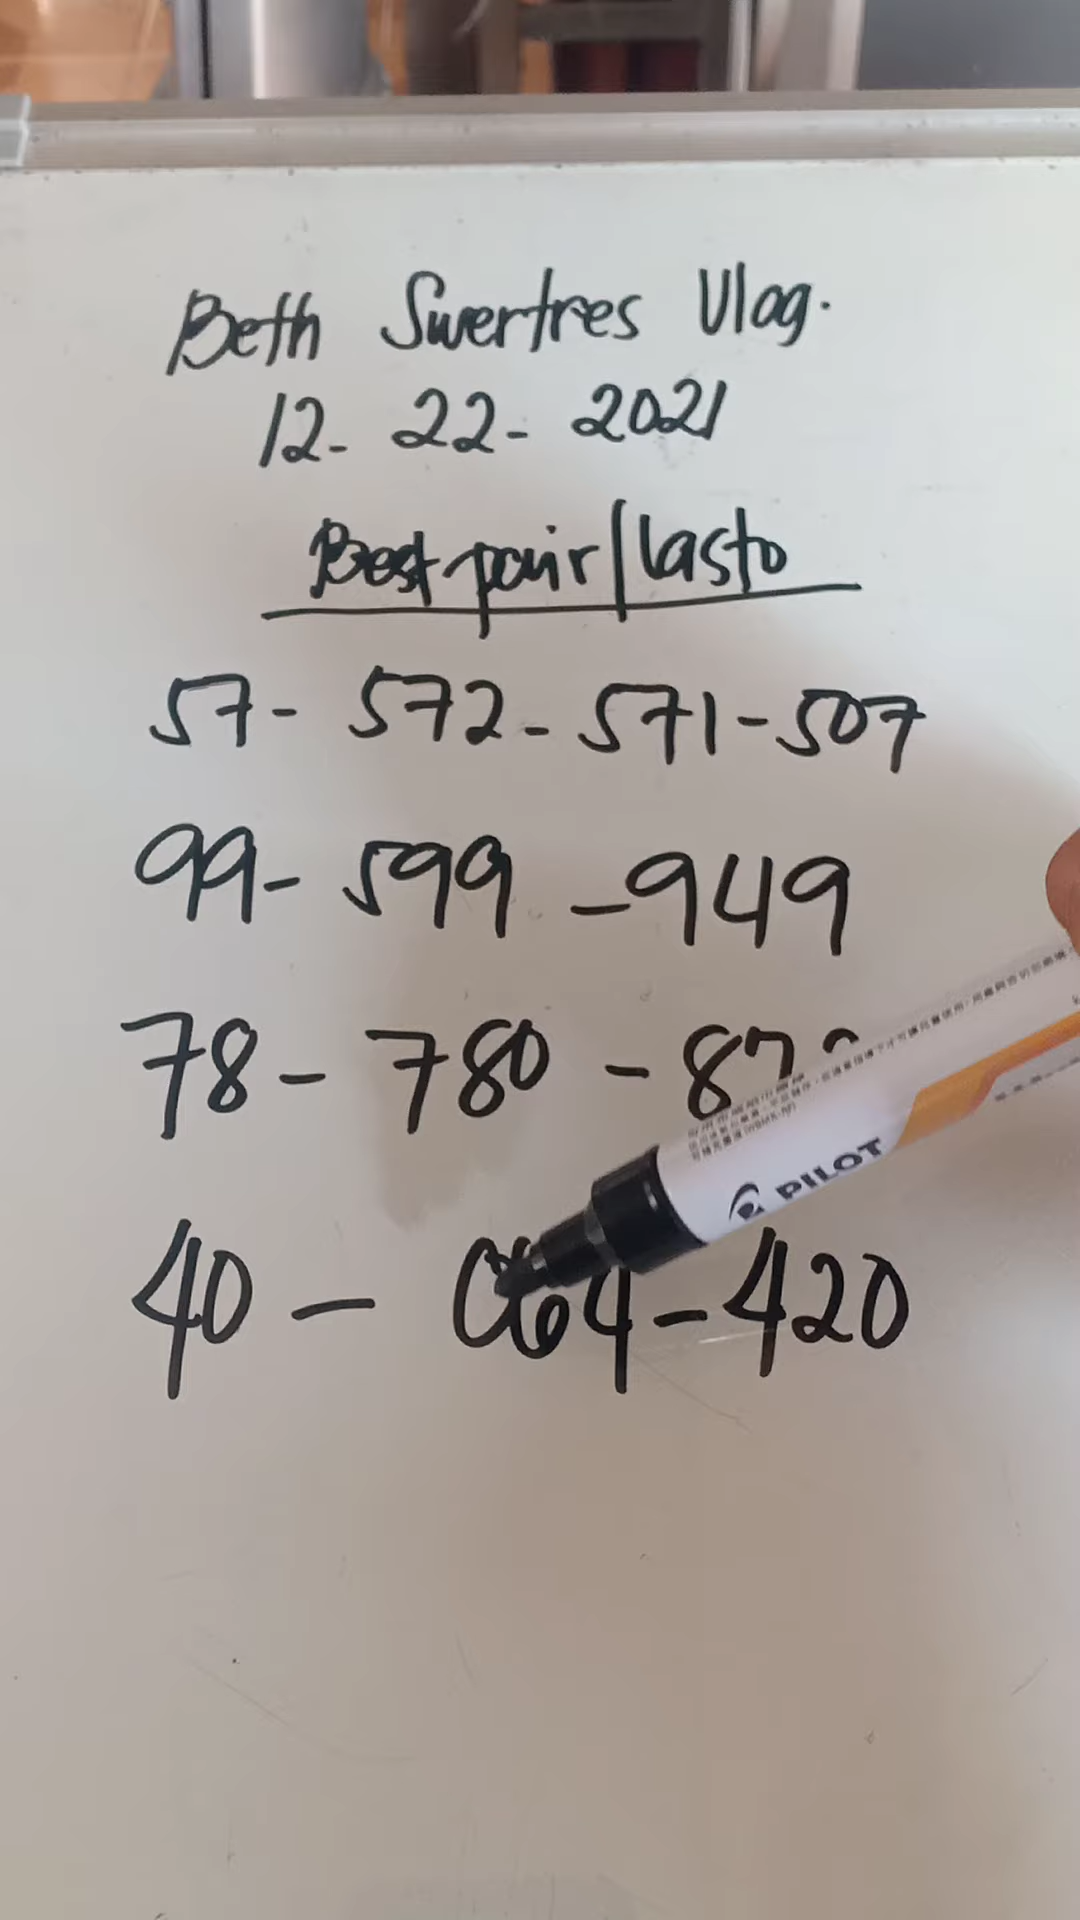 Beth Swertres Vlog.
12- 22- 2021
Best pair/lasto
57- 572- 571-507
99- 599 -949
78- 780 -87
40 - 064-420
PILOT